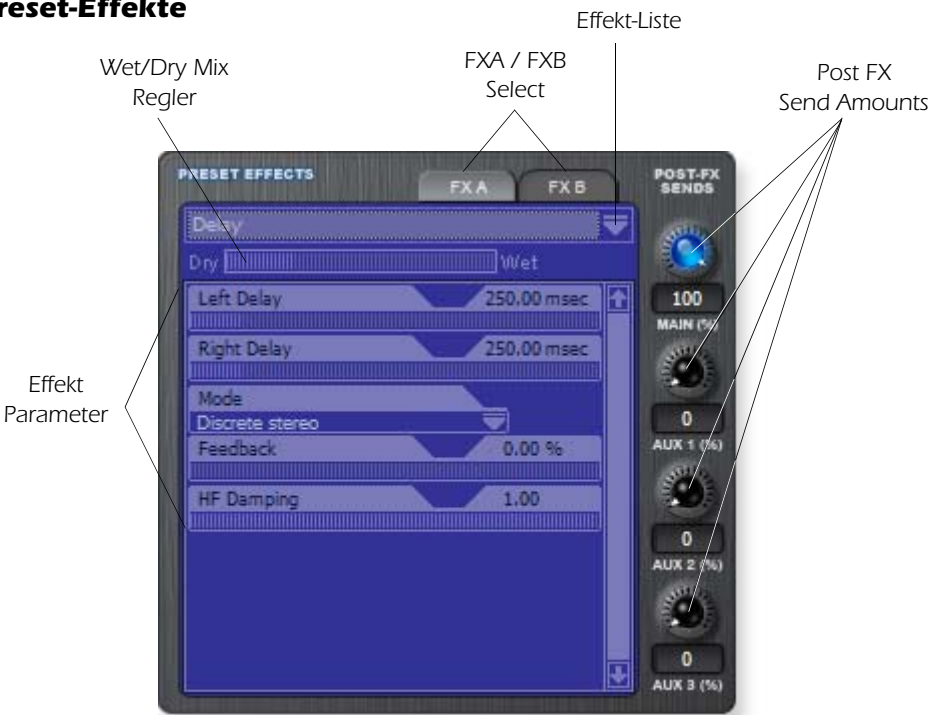 reset-Effekte
Effekt-Liste
Wet/Dry Mix
Regler
FXA / FXB
Select
Post FX
Send Amounts
PRESET EFFECTS
FX A
FX B
POST-FX
SENDS
Delay
Dry
Wet
Left Delay
250.00 msec
100
MAIN (%)
Right Delay
250.00 msec
Effekt
Parameter
Mode
Discrete stereo
0
AUX 1 (%)
Feedback
0.00 %
HF Damping
1.00
0
AUX 2 (%)
0
AUX 3 (%)